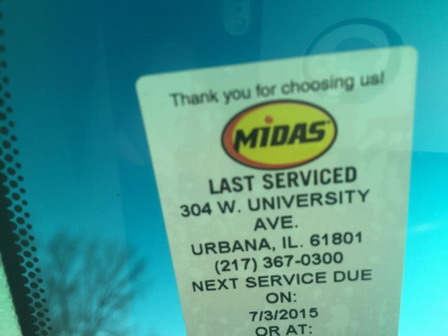 Thank you for choosing us!
MIDAS
LAST SERVICED
304 W. UNIVERSITY
AVE.
URBANA, IL. 61801
(217) 367-0300
NEXT SERVICE DUE
ON:
7/3/2015
OR AT: